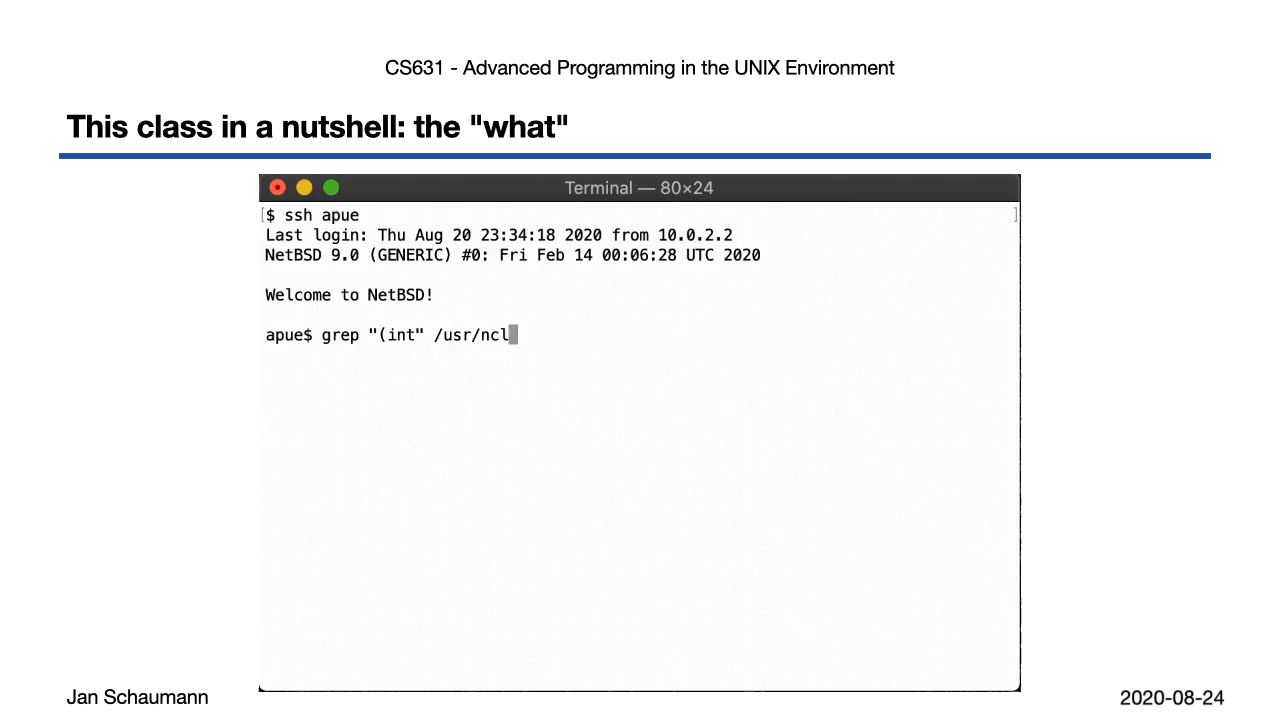 CS631 - Advanced Programming in the UNIX Environment
This class in a nutshell: the "what"
Terminal — 80×24
[$ ssh apue ]
Last login: Thu Aug 20 23:34:18 2020 from 10.0.2.2
NetBSD 9.0 (GENERIC) #0: Fri Feb 14 00:06:28 UTC 2020
Welcome to NetBSD!
apue$ grep "(int" /usr/ncl
Jan Schaumann
2020-08-24